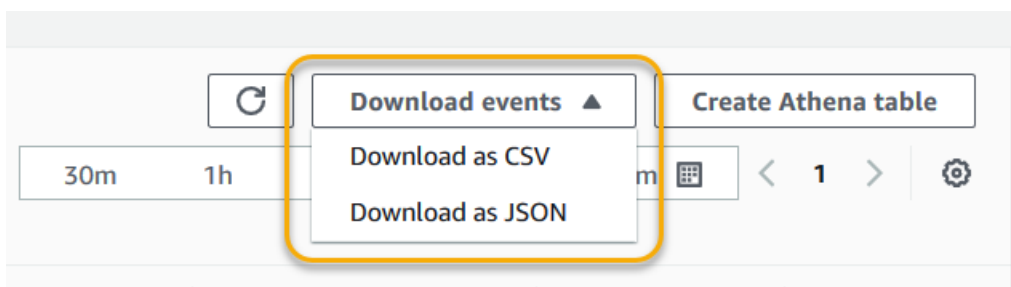 Download events ▲ Create Athena table
Download as CSV
30m 1h m 1
Download as JSON